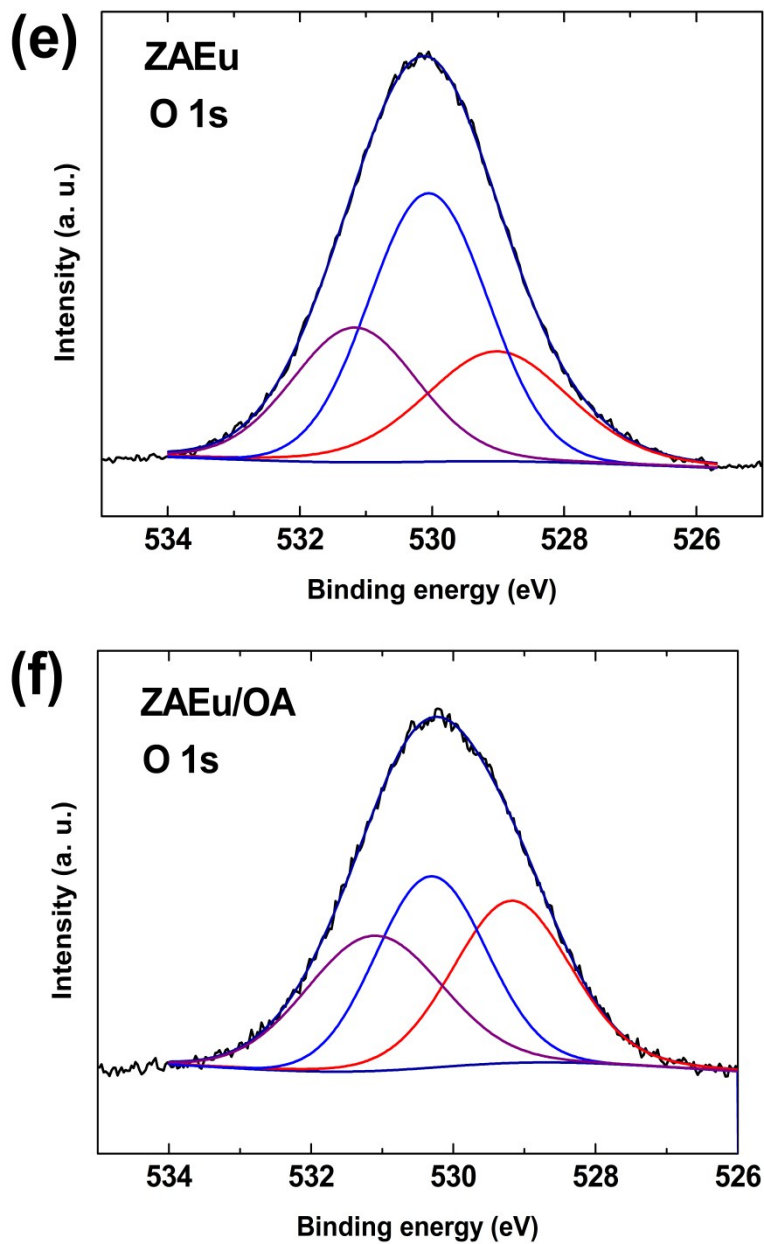 (e)
ZAEu
O 1s
Intensity (a. u.)
534 532 530 528 526
Binding energy (eV)
(f)
ZAEu/OA
O 1s
Intensity (a. u.)
534 532 530 528 526
Binding energy (eV)